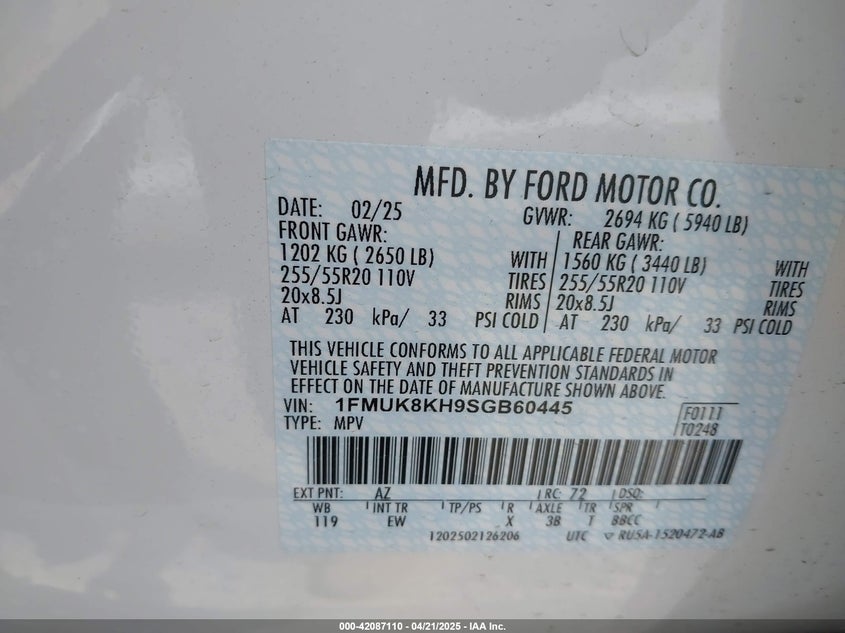 MFD. BY FORD MOTOR CO.
DATE: 02/25 GVWR: 2694 KG ( 5940 LB)
FRONT GAWR: REAR GAWR:
1202 KG ( 2650 LB) WITH 1560 KG ( 3440 LB) WITH
255/55R20 110V TIRES 255/55R20 110V TIRES
20x8.5J RIMS 20x8.5J RIMS
AT 230 kPa/ 33 PSI COLD AT 230 kPa/ 33 PSI COLD
THIS VEHICLE CONFORMS TO ALL APPLICABLE FEDERAL MOTOR
VEHICLE SAFETY AND THEFT PREVENTION STANDARDS IN
EFFECT ON THE DATE OF MANUFACTURE SHOWN ABOVE.
VIN: 1FMUK8KH9SGB60445 F0111
TYPE: MPV T0248
EXT PNT: AZ RC: 72 DSO:
WB INT TR TP/PS R AXLE TR SPR
119 EW X 3B T BBCC
1202502126206 UTC RU5A-1520472-AB
000-42087110 - 04/21/2025 - IAA Inc.